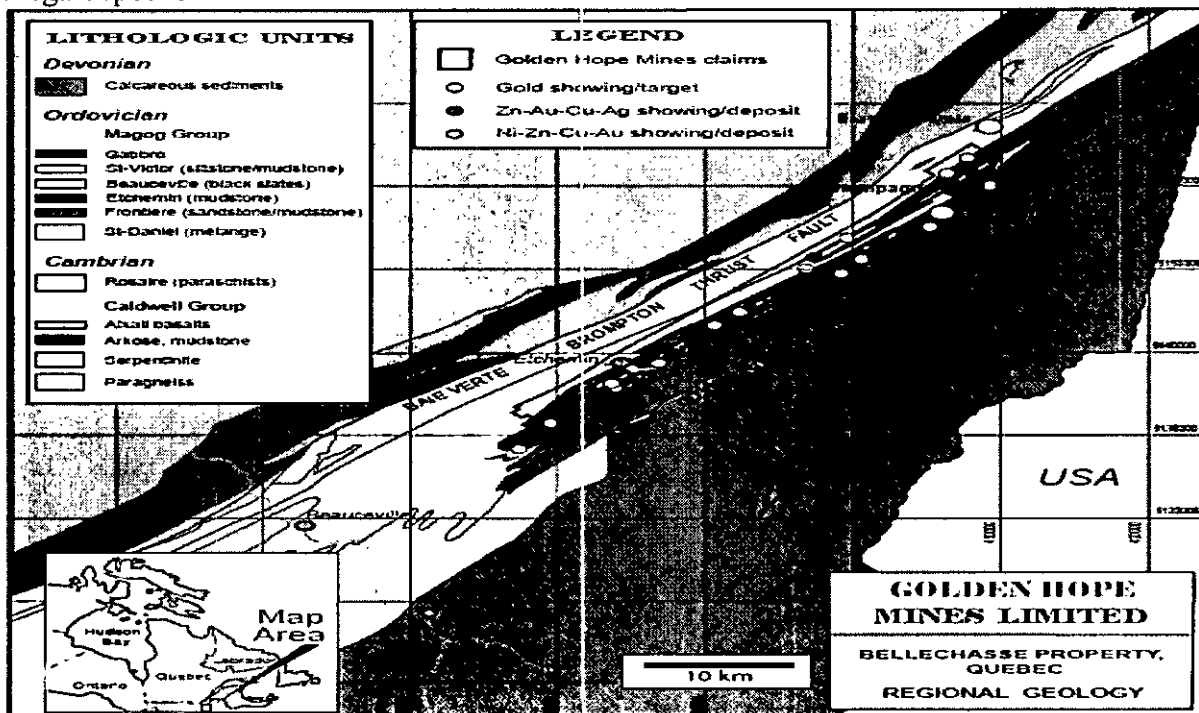 LITHOLOGIC UNITS
Devonian
Calcareous sediments
Ordovician
Magog Group
Gabbro
St-Victor (siltstone/mudstone)
Beauceville (black slates)
Etchemin (mudstone)
Frontiere (sandstone/mudstone)
St-Daniel (mélange)
Cambrian
Rosaire (paraschists)
Caldwell Group
Alkali basalts
Arkose, mudstone
Serpentinite
Paragneiss
LEGEND
Golden Hope Mines claims
Gold showing/target
Zn-Au-Cu-Ag showing/deposit
Ni-Zn-Cu-Au showing/deposit
BAIE VERTE BROMPTON THRUST FAULT
Etchemin
Beauceville
USA
Map
Area
Hudson
Bay
Labrador
Quebec
Ontario
10 km
GOLDEN HOPE
MINES LIMITED
BELLECHASSE PROPERTY,
QUEBEC
REGIONAL GEOLOGY